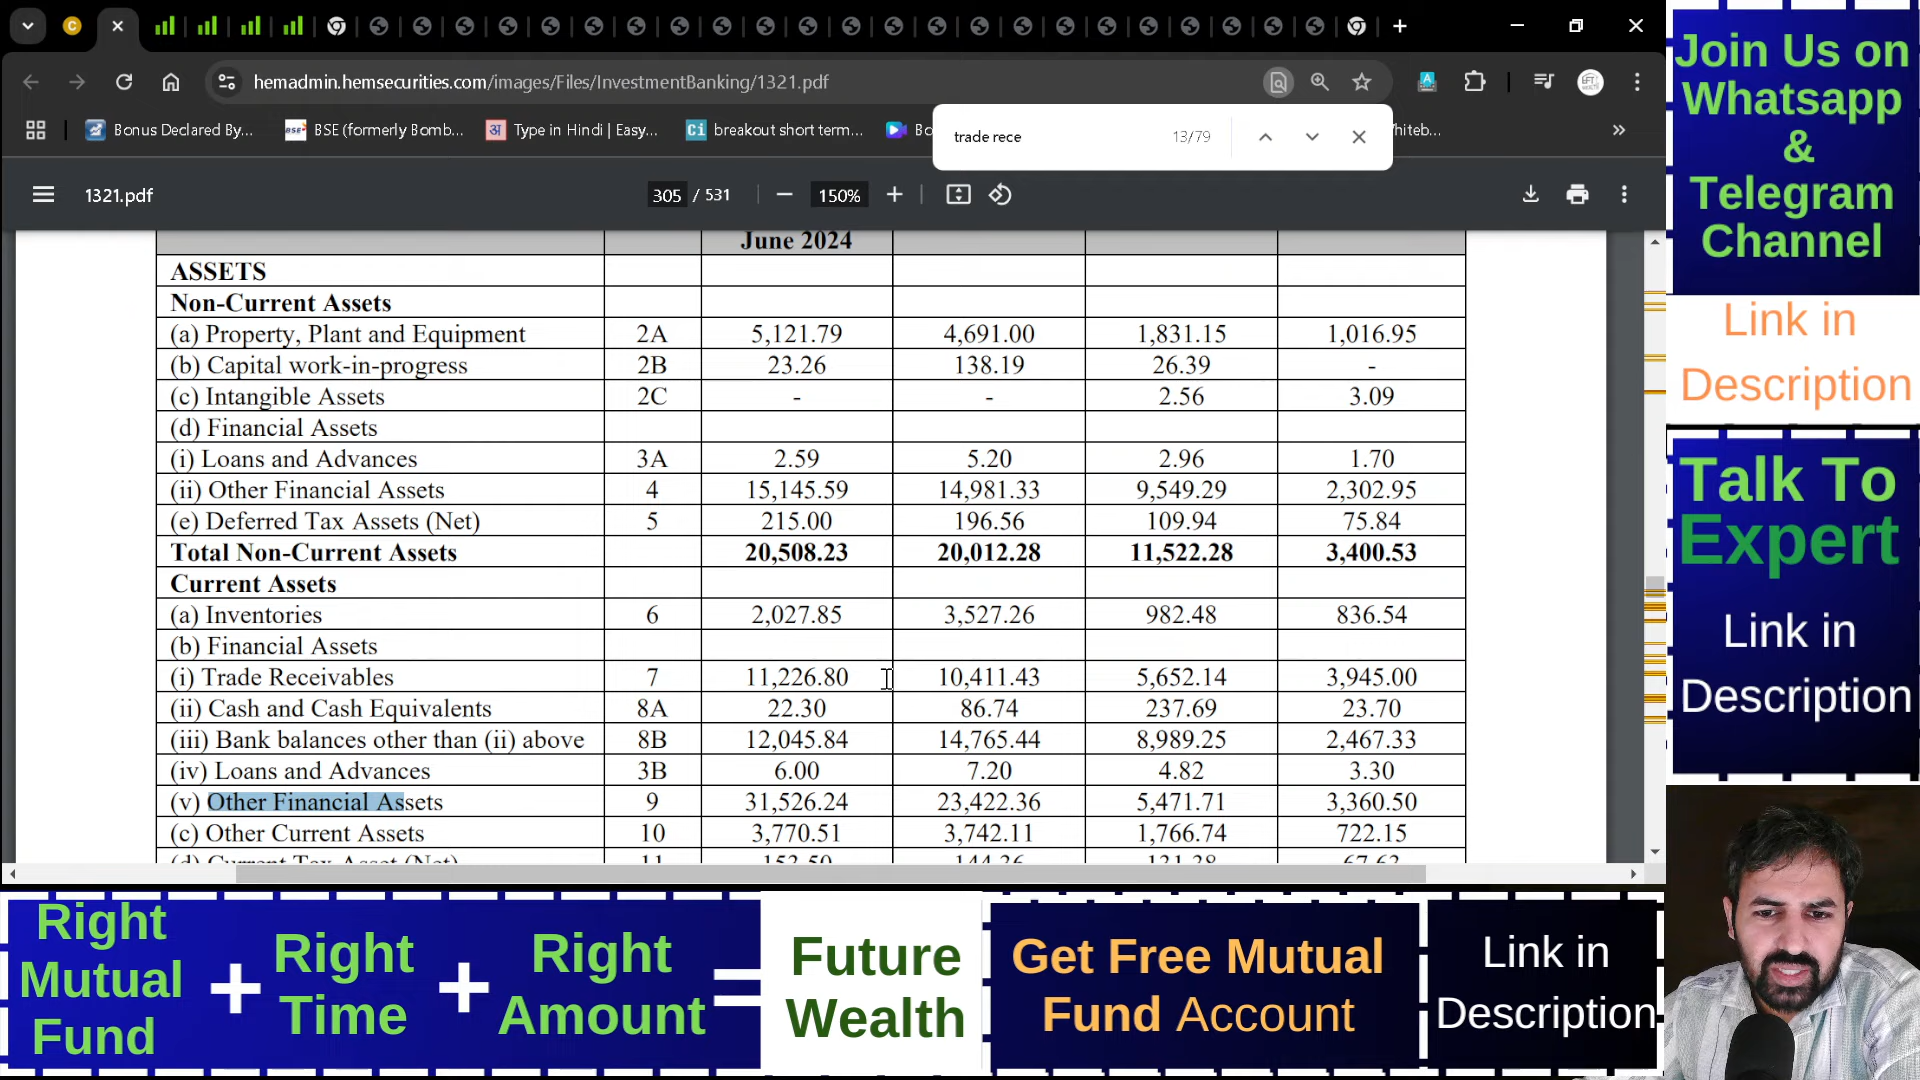 hemadmin.hemsecurities.com/images/Files/InvestmentBanking/1321.pdf
Bonus Declared By...
BSE (formerly Bomb...
Type in Hindi | Easy...
breakout short term...
trade rece 13/79
1321.pdf 305 / 531 150%
June 2024
ASSETS
Non-Current Assets
(a) Property, Plant and Equipment 2A 5,121.79 4,691.00 1,831.15 1,016.95
(b) Capital work-in-progress 2B 23.26 138.19 26.39 -
(c) Intangible Assets 2C - - 2.56 3.09
(d) Financial Assets
(i) Loans and Advances 3A 2.59 5.20 2.96 1.70
(ii) Other Financial Assets 4 15,145.59 14,981.33 9,549.29 2,302.95
(e) Deferred Tax Assets (Net) 5 215.00 196.56 109.94 75.84
Total Non-Current Assets 20,508.23 20,012.28 11,522.28 3,400.53
Current Assets
(a) Inventories 6 2,027.85 3,527.26 982.48 836.54
(b) Financial Assets
(i) Trade Receivables 7 11,226.80 10,411.43 5,652.14 3,945.00
(ii) Cash and Cash Equivalents 8A 22.30 86.74 237.69 23.70
(iii) Bank balances other than (ii) above 8B 12,045.84 14,765.44 8,989.25 2,467.33
(iv) Loans and Advances 3B 6.00 7.20 4.82 3.30
(v) Other Financial Assets 9 31,526.24 23,422.36 5,471.71 3,360.50
(c) Other Current Assets 10 3,770.51 3,742.11 1,766.74 722.15
(d) Current Tax Asset (Net) 11 153.50 144.36 131.28 67.63
Join Us on
Whatsapp
&
Telegram
Channel
Link in
Description
Talk To
Expert
Link in
Description
Right
Mutual
Fund
+
Right
Time
+
Right
Amount
=
Future
Wealth
Get Free Mutual
Fund Account
Link in
Description